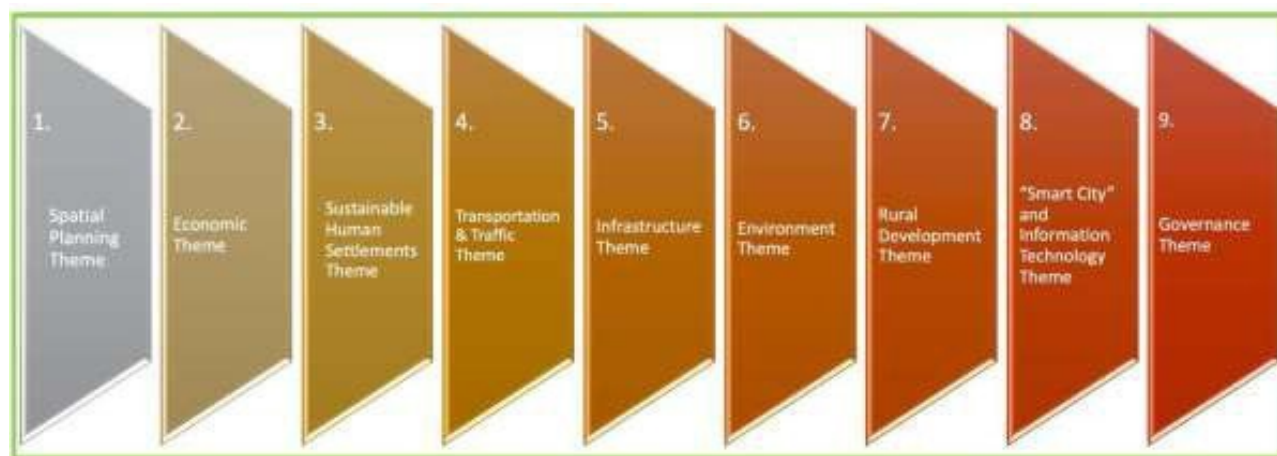 1.
Spatial
Planning
Theme
2.
Economic
Theme
3.
Sustainable
Human
Settlements
Theme
4.
Transportation
& Traffic
Theme
5.
Infrastructure
Theme
6.
Environment
Theme
7.
Rural
Development
Theme
8.
“Smart City”
and
Information
Technology
Theme
9.
Governance
Theme